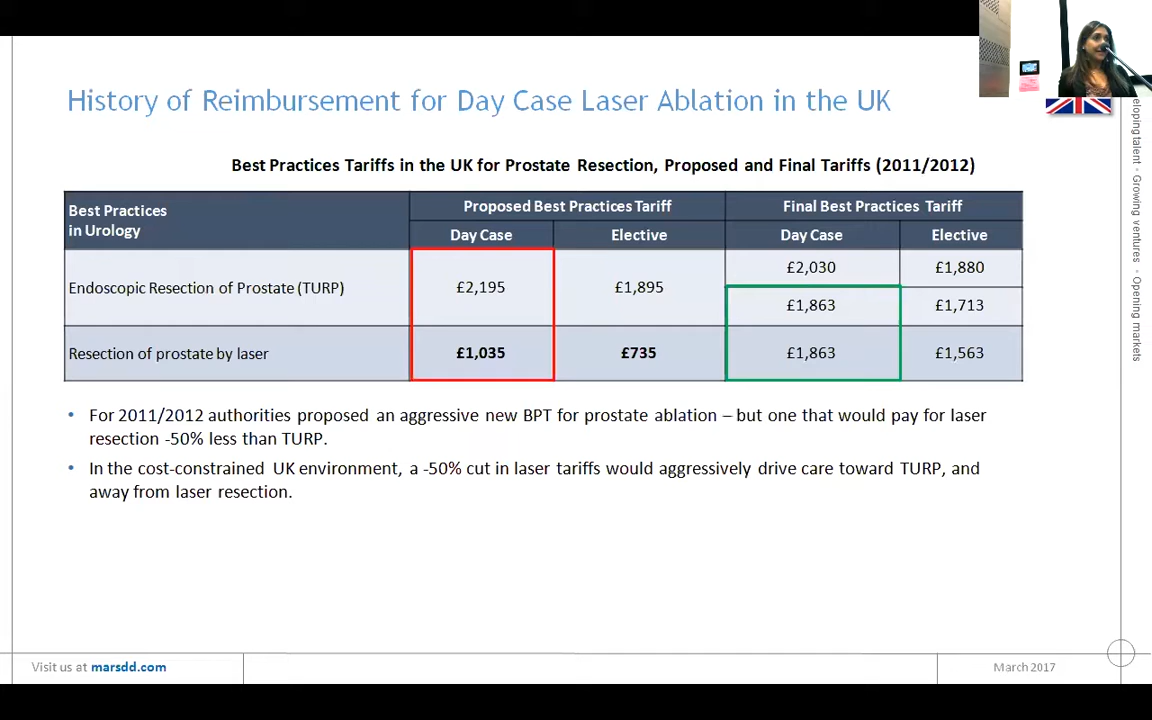 History of Reimbursement for Day Case Laser Ablation in the UK
Best Practices Tariffs in the UK for Prostate Resection, Proposed and Final Tariffs (2011/2012)
Best Practices
in Urology
Proposed Best Practices Tariff
Final Best Practices Tariff
Day Case
Elective
Day Case
Elective
Endoscopic Resection of Prostate (TURP)
£2,195
£1,895
£2,030
£1,880
£1,863
£1,713
Resection of prostate by laser
£1,035
£735
£1,863
£1,563
• For 2011/2012 authorities proposed an aggressive new BPT for prostate ablation – but one that would pay for laser
resection -50% less than TURP.
• In the cost-constrained UK environment, a -50% cut in laser tariffs would aggressively drive care toward TURP, and
away from laser resection.
talent • Growing ventures • Opening markets
Visit us at marsdd.com
March 2017